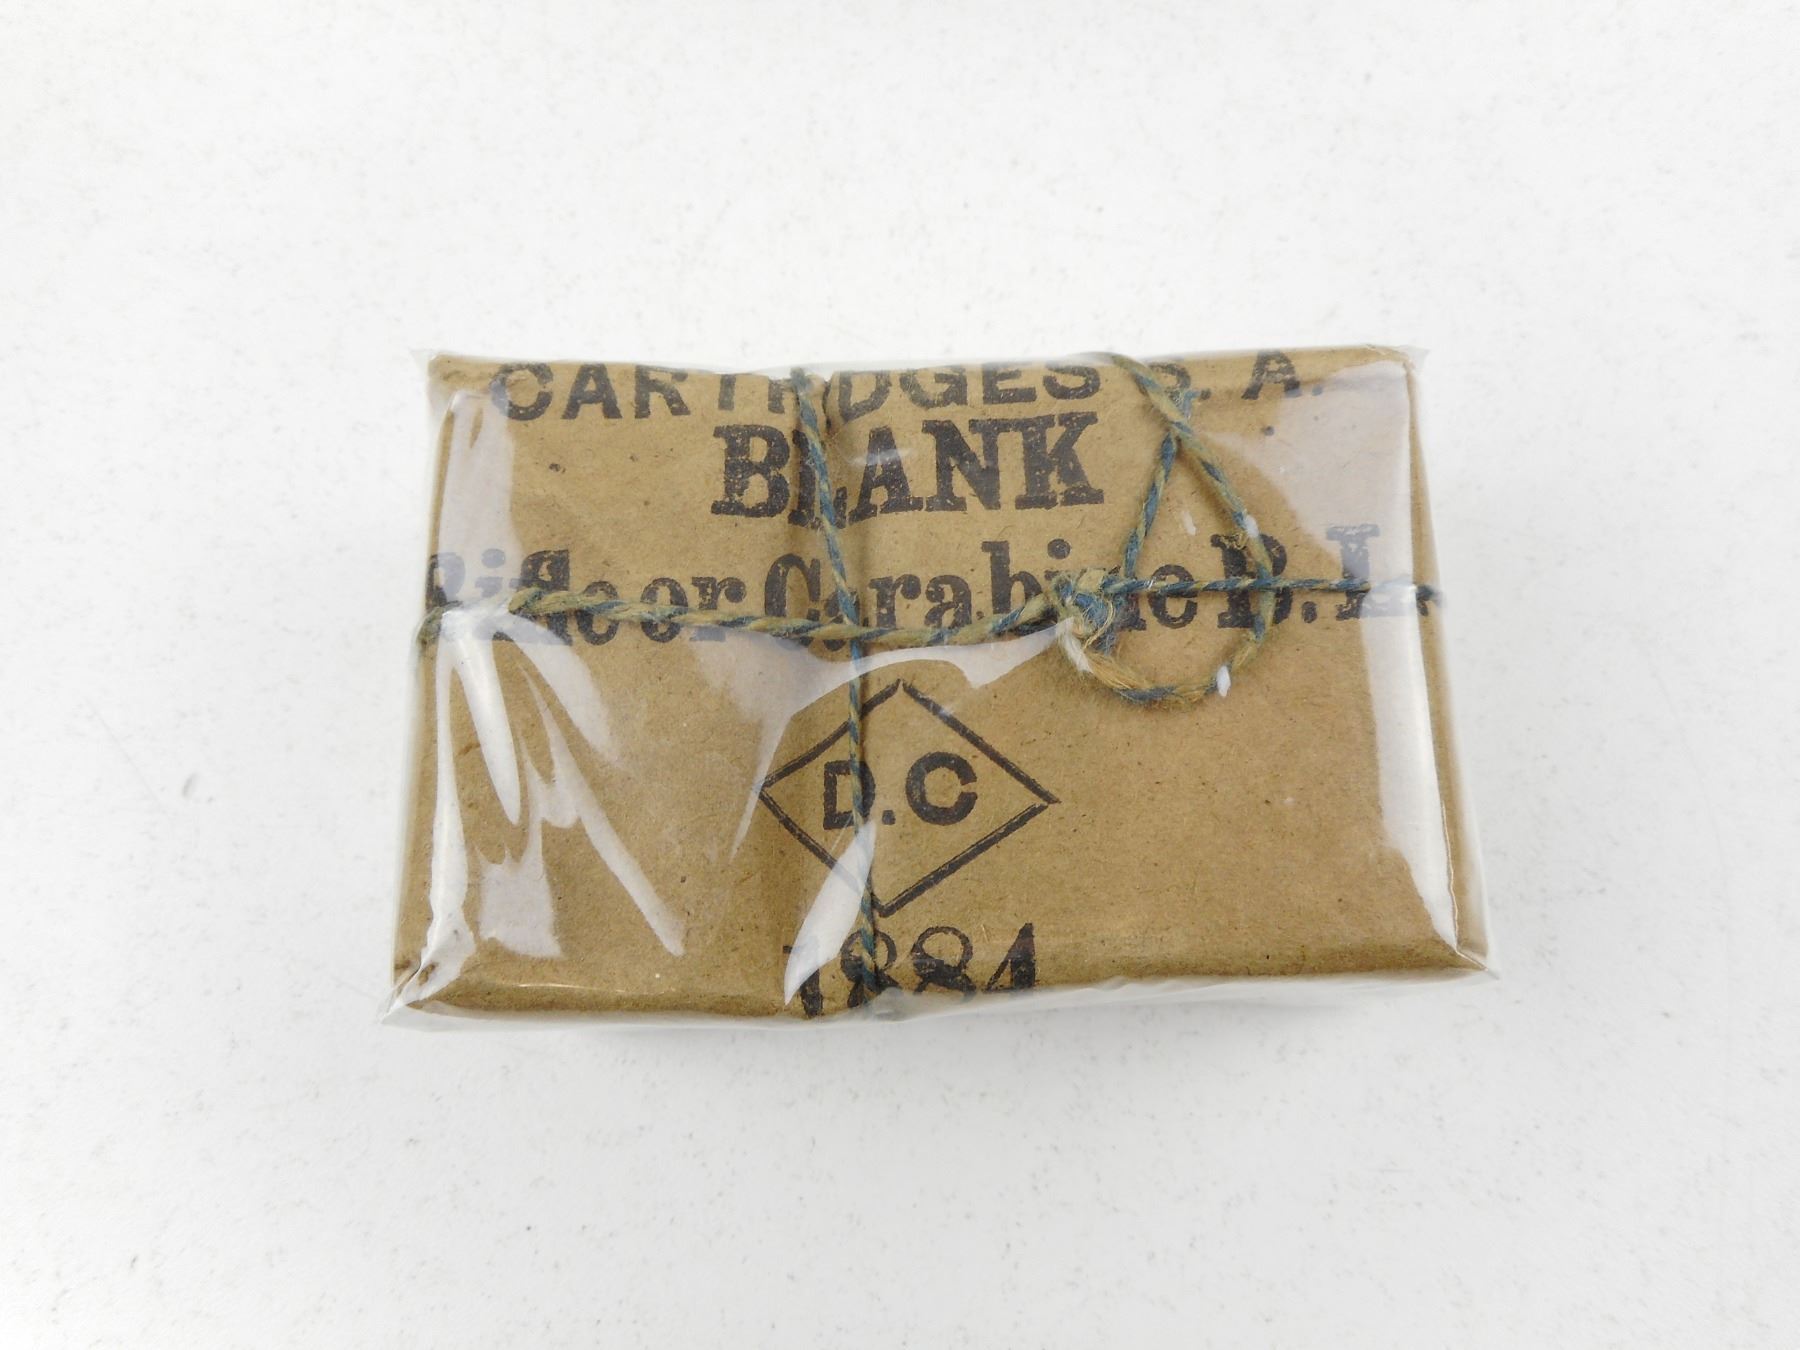 CARTRIDGES S. A.
BLANK
Rifle or Carabine B. L.
D.C
1884